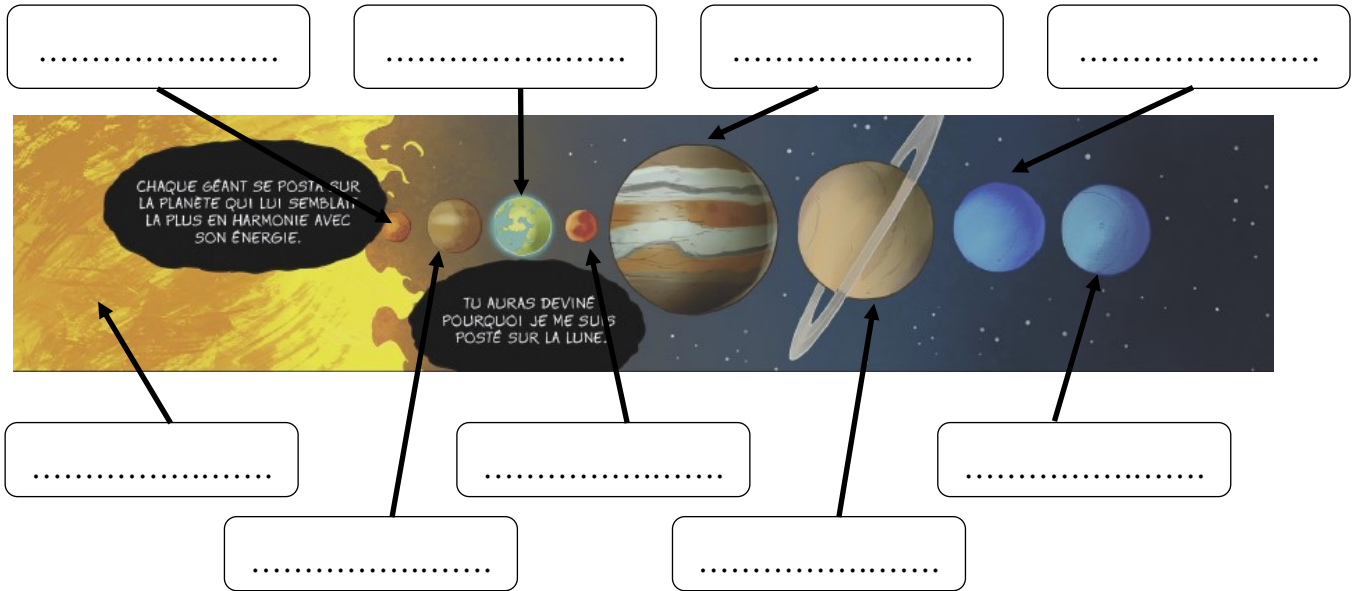 ........................
........................
........................
........................
CHAQUE GÉANT SE POSTA SUR
LA PLANÈTE QUI LUI SEMBLAIT
LA PLUS EN HARMONIE AVEC
SON ÉNERGIE.
TU AURAS DEVINÉ
POURQUOI JE ME SUIS
POSTÉ SUR LA LUNE.
........................
........................
........................
........................
........................